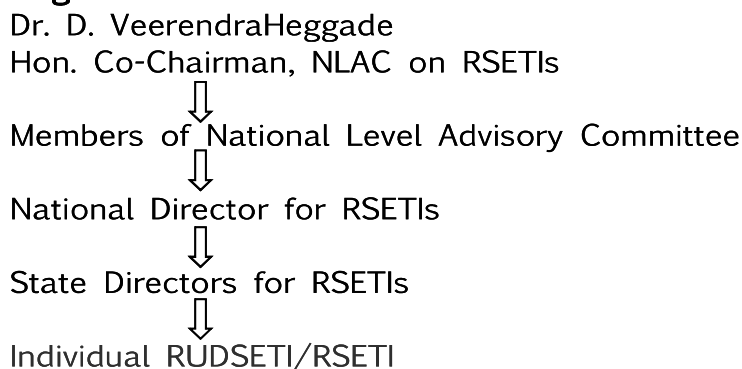 Dr. D. VeerendraHeggade
Hon. Co-Chairman, NLAC on RSETIs
Members of National Level Advisory Committee
National Director for RSETIs
State Directors for RSETIs
Individual RUDSETI/RSETI